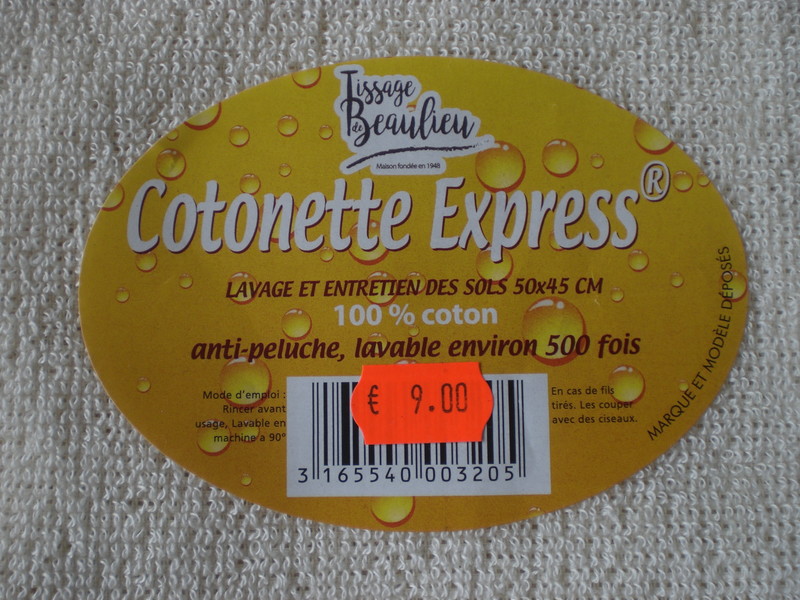 Tissage
de Beaulieu
Maison fondée en 1948
Cotonette Express®
LAVAGE ET ENTRETIEN DES SOLS 50x45 CM
100 % coton
anti-peluche, lavable environ 500 fois
Mode d'emploi :
Rincer avant
usage, Lavable en
machine a 90°
€ 9.00
3 165540 003205
En cas de fils
tirés. Les couper
avec des ciseaux.
MARQUE ET MODÈLE DÉPOSÉS